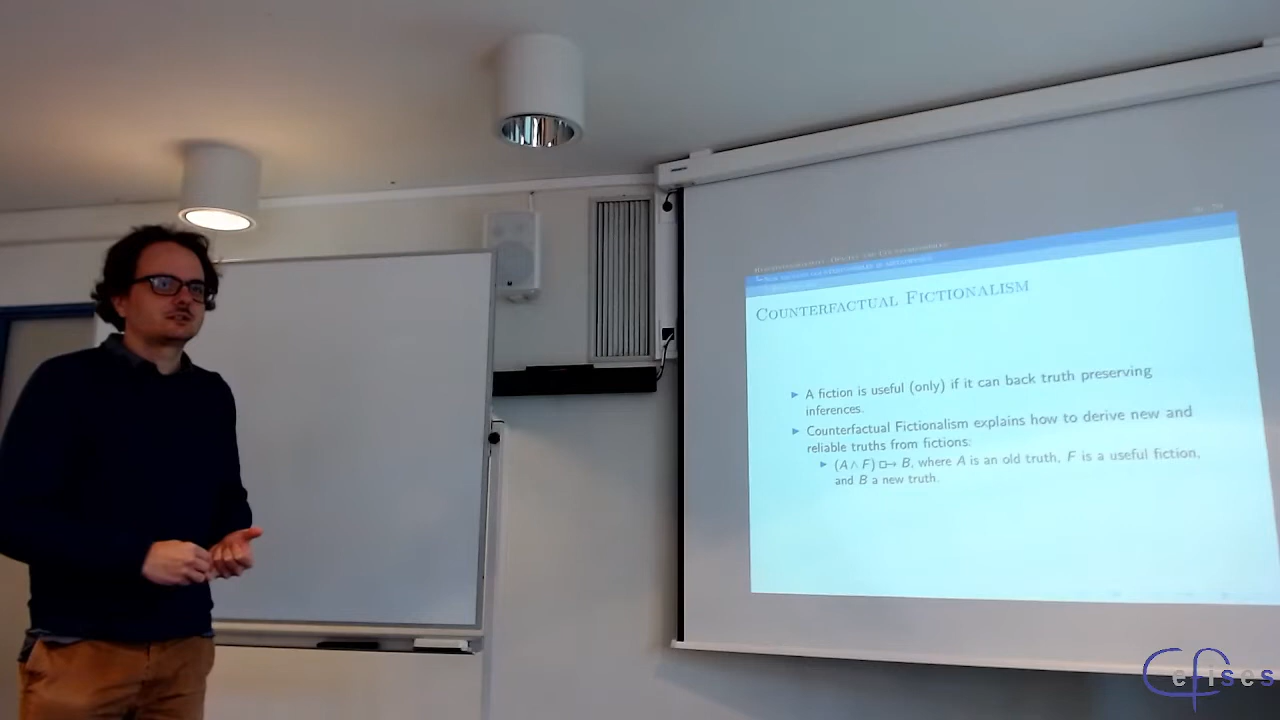 COUNTERFACTUAL FICTIONALISM
A fiction is useful (only) if it can back truth preserving
inferences.
Counterfactual Fictionalism explains how to derive new and
reliable truths from fictions:
(A ∧ F) □→ B, where A is an old truth, F is a useful fiction,
and B a new truth.
Cefises